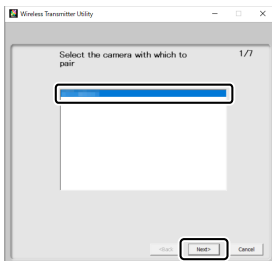 Wireless Transmitter Utility
Select the camera with which to
pair
1/7
<Back
Next>
Cancel